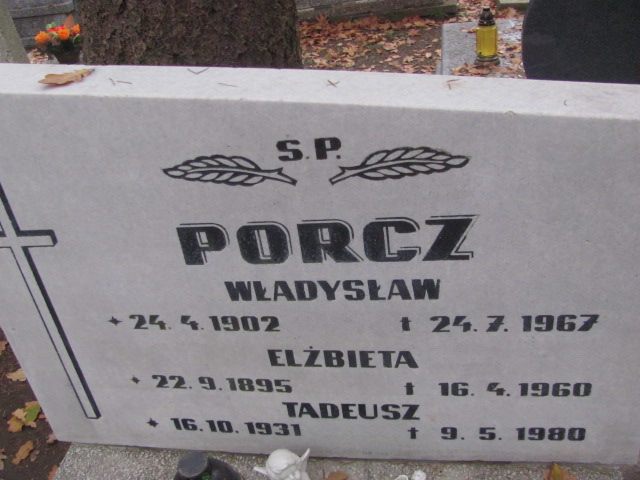 Ś.P.
PORCZ
WŁADYSŁAW
✦ 24.4.1902 † 24.7.1967
ELŻBIETA
✦ 22.9.1895 † 16.4.1960
TADEUSZ
✦ 16.10.1931 † 9.5.1980